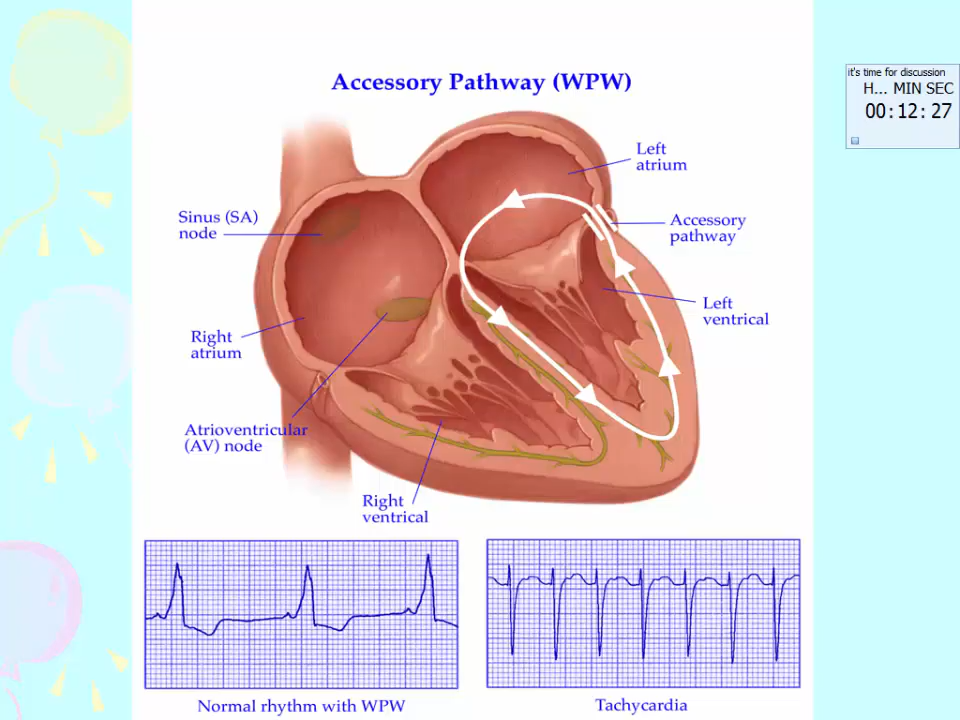 Accessory Pathway (WPW)
it's time for discussion
H... MIN SEC
00:12:27
Left
atrium
Sinus (SA)
node
Accessory
pathway
Left
ventrical
Right
atrium
Atrioventricular
(AV) node
Right
ventrical
Normal rhythm with WPW
Tachycardia